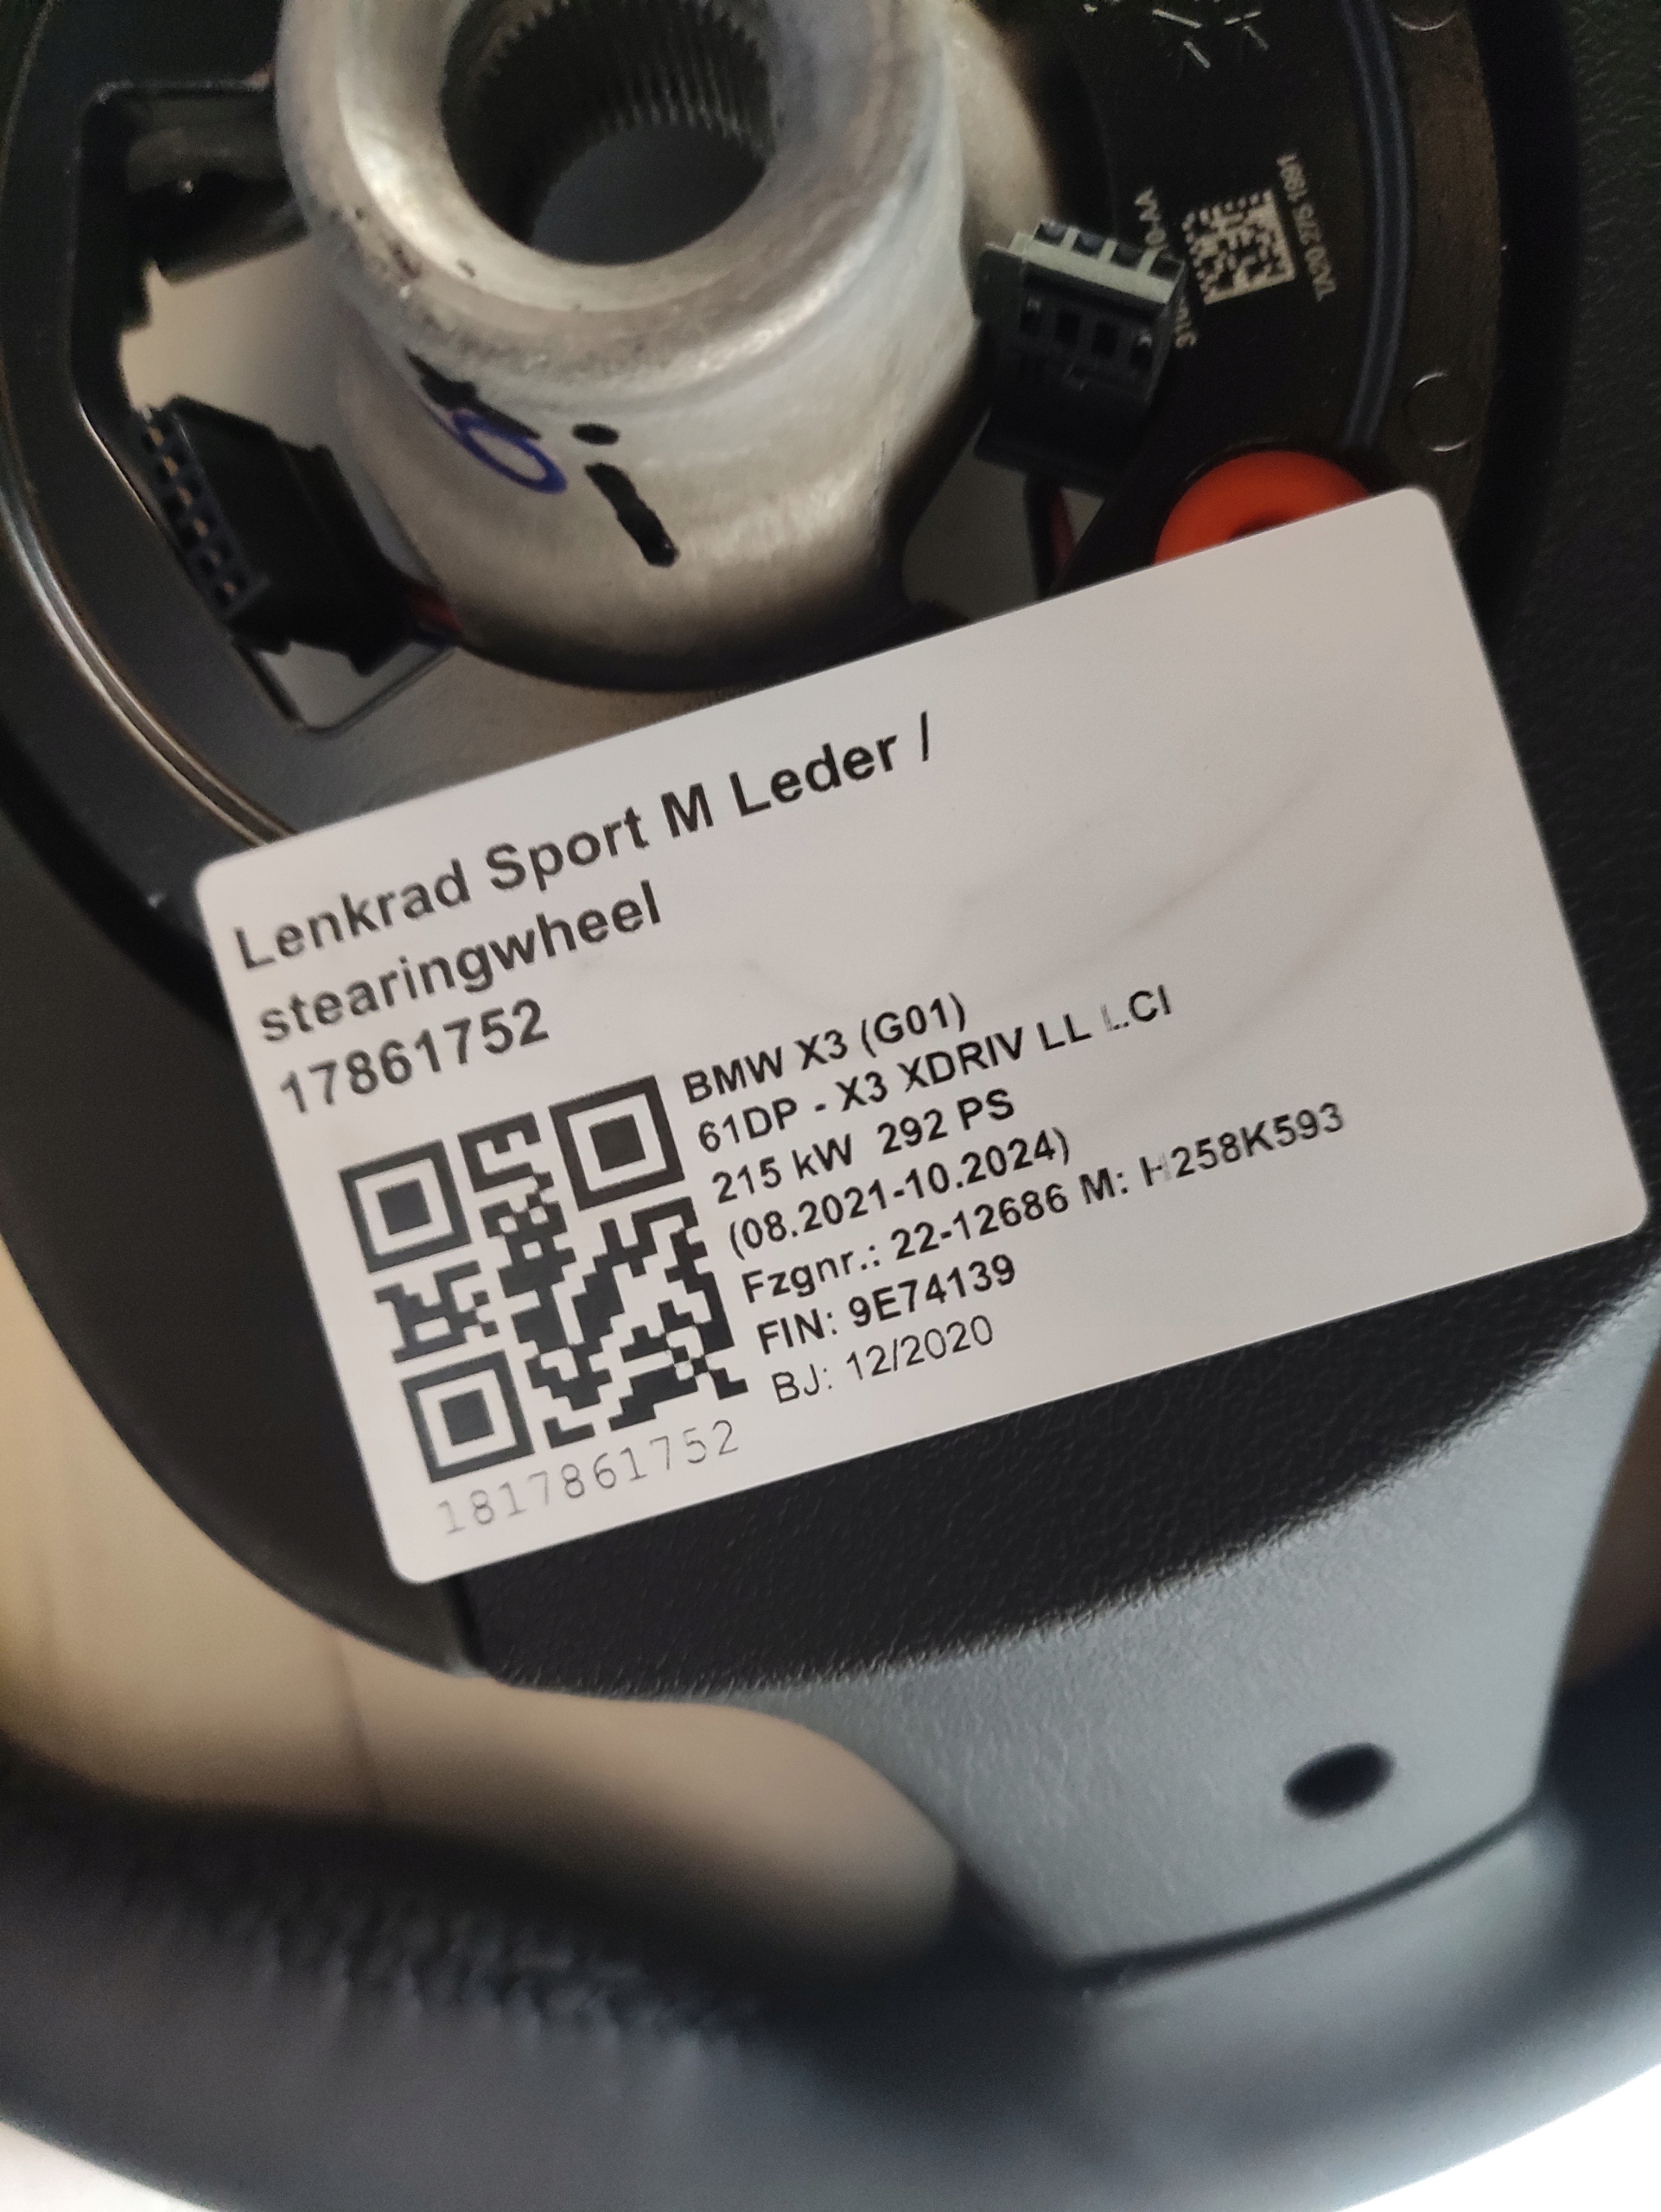 Lenkrad Sport M Leder /
stearingwheel
17861752
BMW X3 (G01)
61DP - X3 XDRIV LL LCI
215 kW 292 PS
(08.2021-10.2024)
Fzgnr.: 22-12686 M: H258K593
FIN: 9E74139
BJ: 12/2020
1817861752